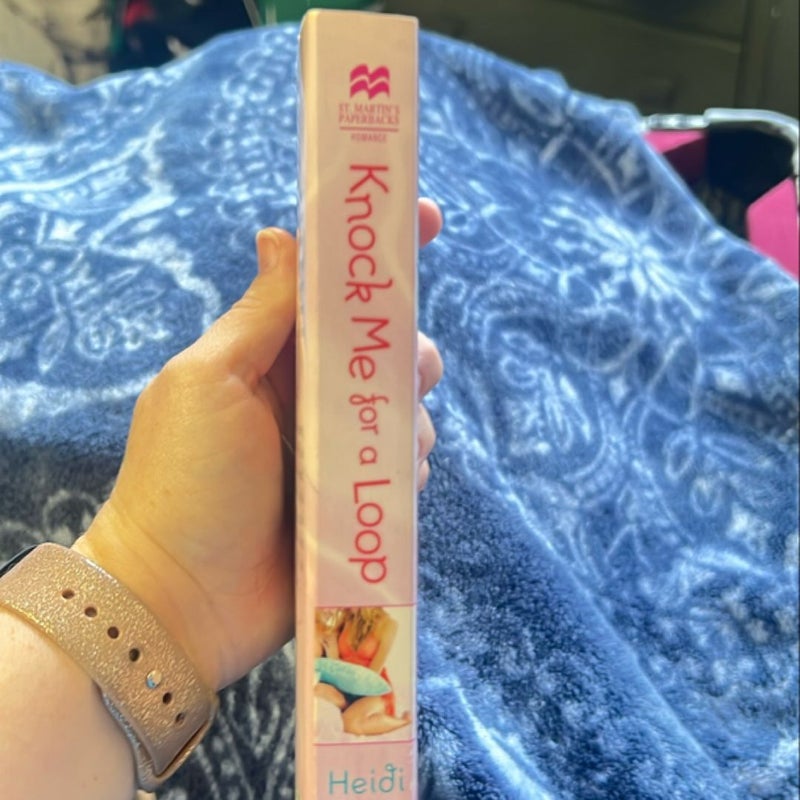 ST. MARTIN'S
PAPERBACKS
ROMANCE
Knock Me for a Loop
Heidi